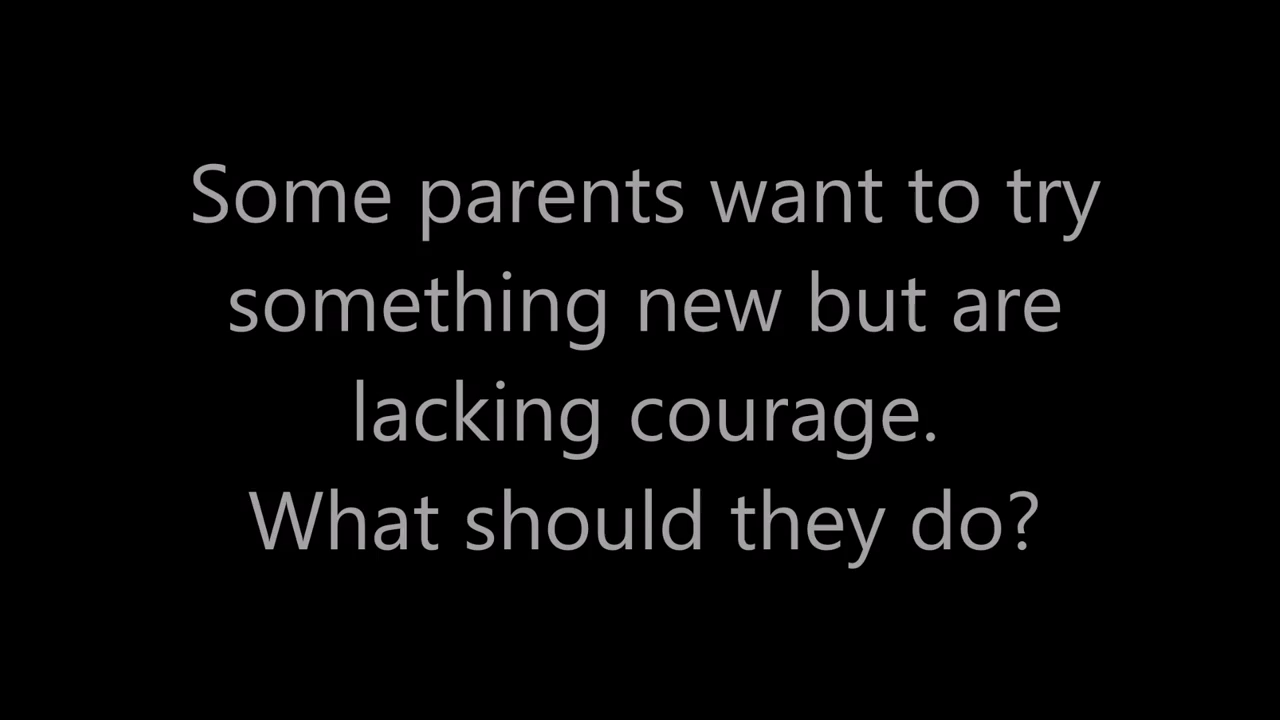 Some parents want to try
something new but are
lacking courage.
What should they do?